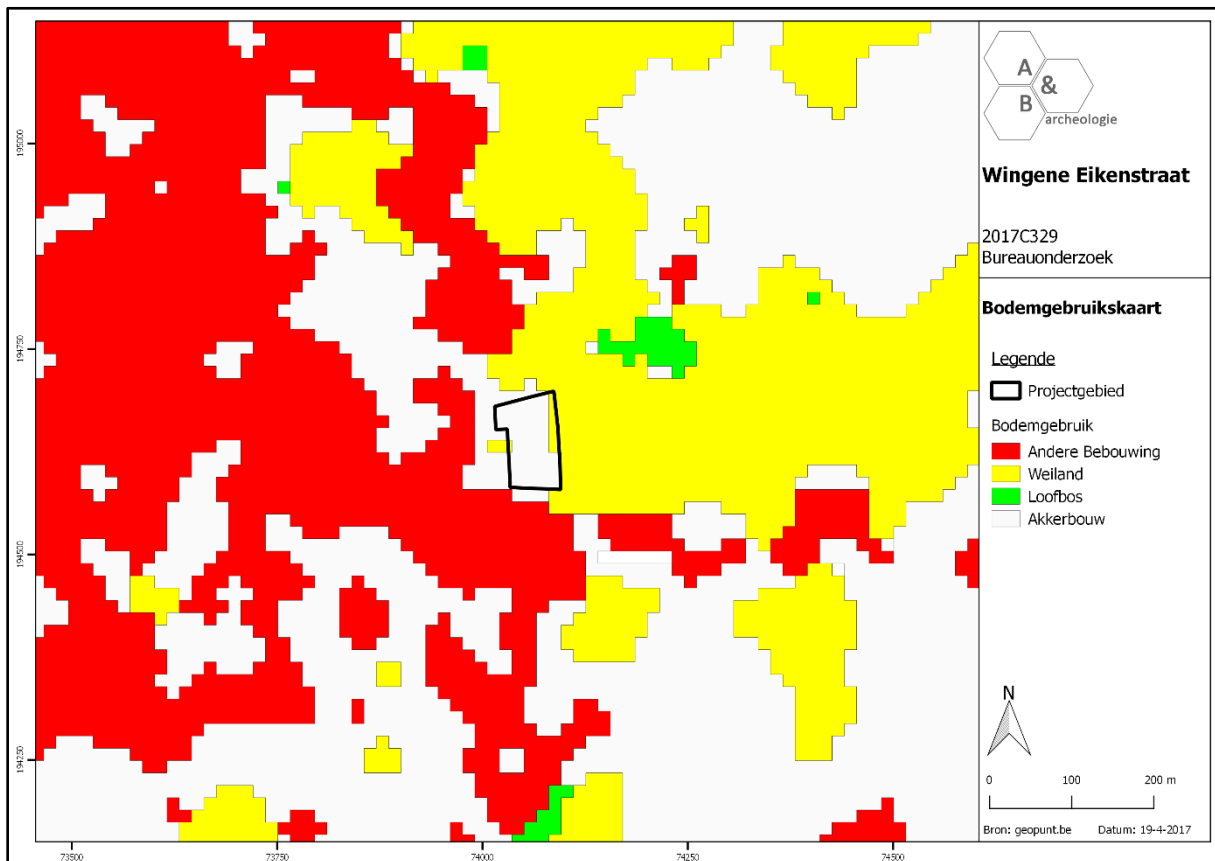 A
&
B
archeologie
Wingene Eikenstraat
2017C329
Bureauonderzoek
Bodemgebruikskaart
Legende
Projectgebied
Bodemgebruik
Andere Bebouwing
Weiland
Loofbos
Akkerbouw
N
0 100 200 m
Bron: geopunt.be Datum: 19-4-2017
195000
194750
194500
194250
73500 73750 74000 74250 74500